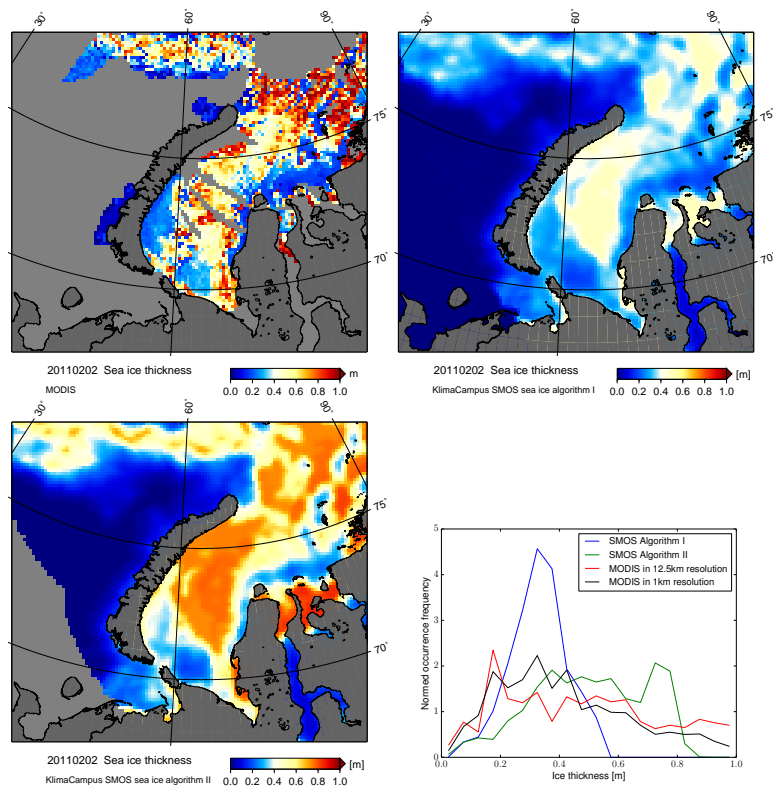 30°
60°
90°
75°
70°
20110202 Sea ice thickness
MODIS
0.0 0.2 0.4 0.6 0.8 1.0
m
30°
60°
90°
75°
70°
20110202 Sea ice thickness
KlimaCampus SMOS sea ice algorithm I
0.0 0.2 0.4 0.6 0.8 1.0
[m]
30°
60°
90°
75°
70°
20110202 Sea ice thickness
KlimaCampus SMOS sea ice algorithm II
0.0 0.2 0.4 0.6 0.8 1.0
[m]
SMOS Algorithm I
SMOS Algorithm II
MODIS in 12.5km resolution
MODIS in 1km resolution
Normed occurrence frequency
5
4
3
2
1
0
0.0 0.2 0.4 0.6 0.8 1.0
Ice thickness [m]